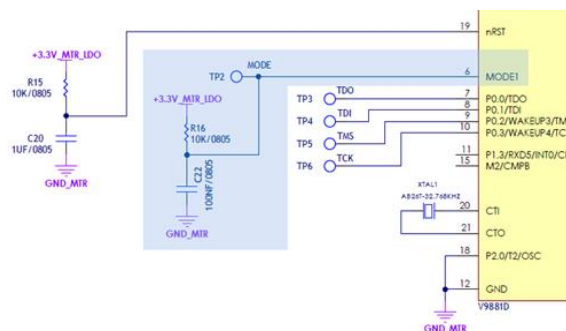 +3.3V_MTR_LDO
R15
10K/0805
C20
1UF/0805
GND_MTR
MODE
TP2
+3.3V_MTR_LDO
R16
10K/0805
C22
100NF/0805
GND_MTR
TP3
TDO
TP4
TDI
TP5
TMS
TP6
TCK
XTAL1
AB26T-32.768KHZ
GND_MTR
19
nRST
6
MODE1
7
P0.0/TDO
8
P0.1/TDI
9
P0.2/WAKEUP3/TM
10
P0.3/WAKEUP4/TC
11
P1.3/RXD5/INT0/CF
15
M2/CMPB
20
CTI
21
CTO
18
P2.0/T2/OSC
12
GND
V9881D